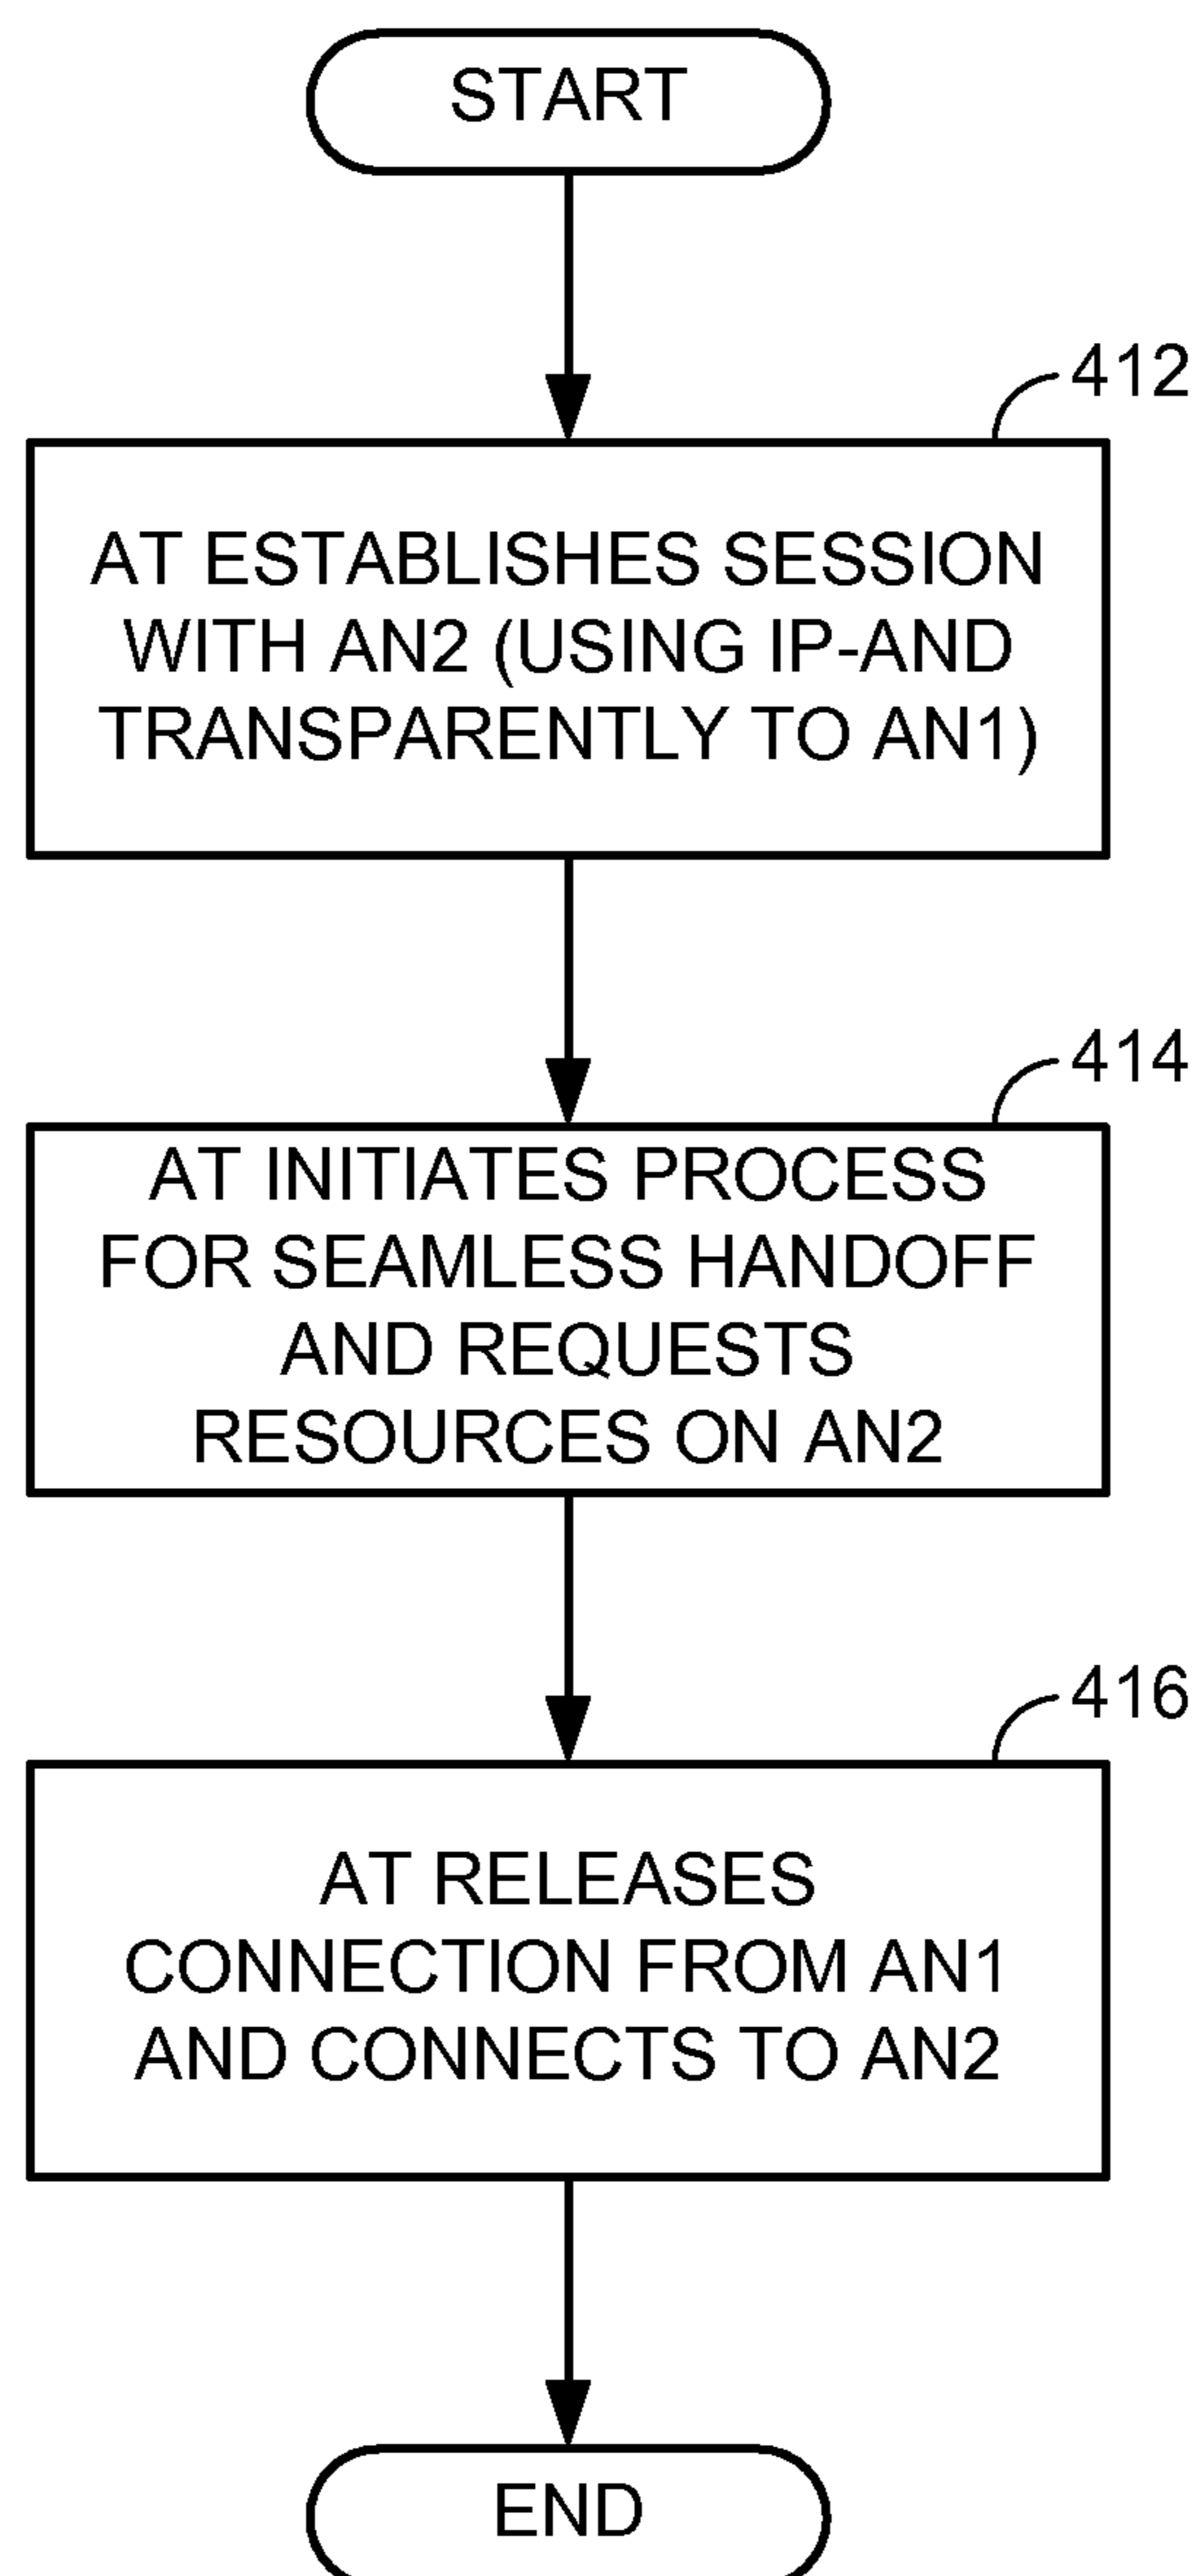 START
412
AT ESTABLISHES SESSION
WITH AN2 (USING IP-AND
TRANSPARENTLY TO AN1)
414
AT INITIATES PROCESS
FOR SEAMLESS HANDOFF
AND REQUESTS
RESOURCES ON AN2
416
AT RELEASES
CONNECTION FROM AN1
AND CONNECTS TO AN2
END